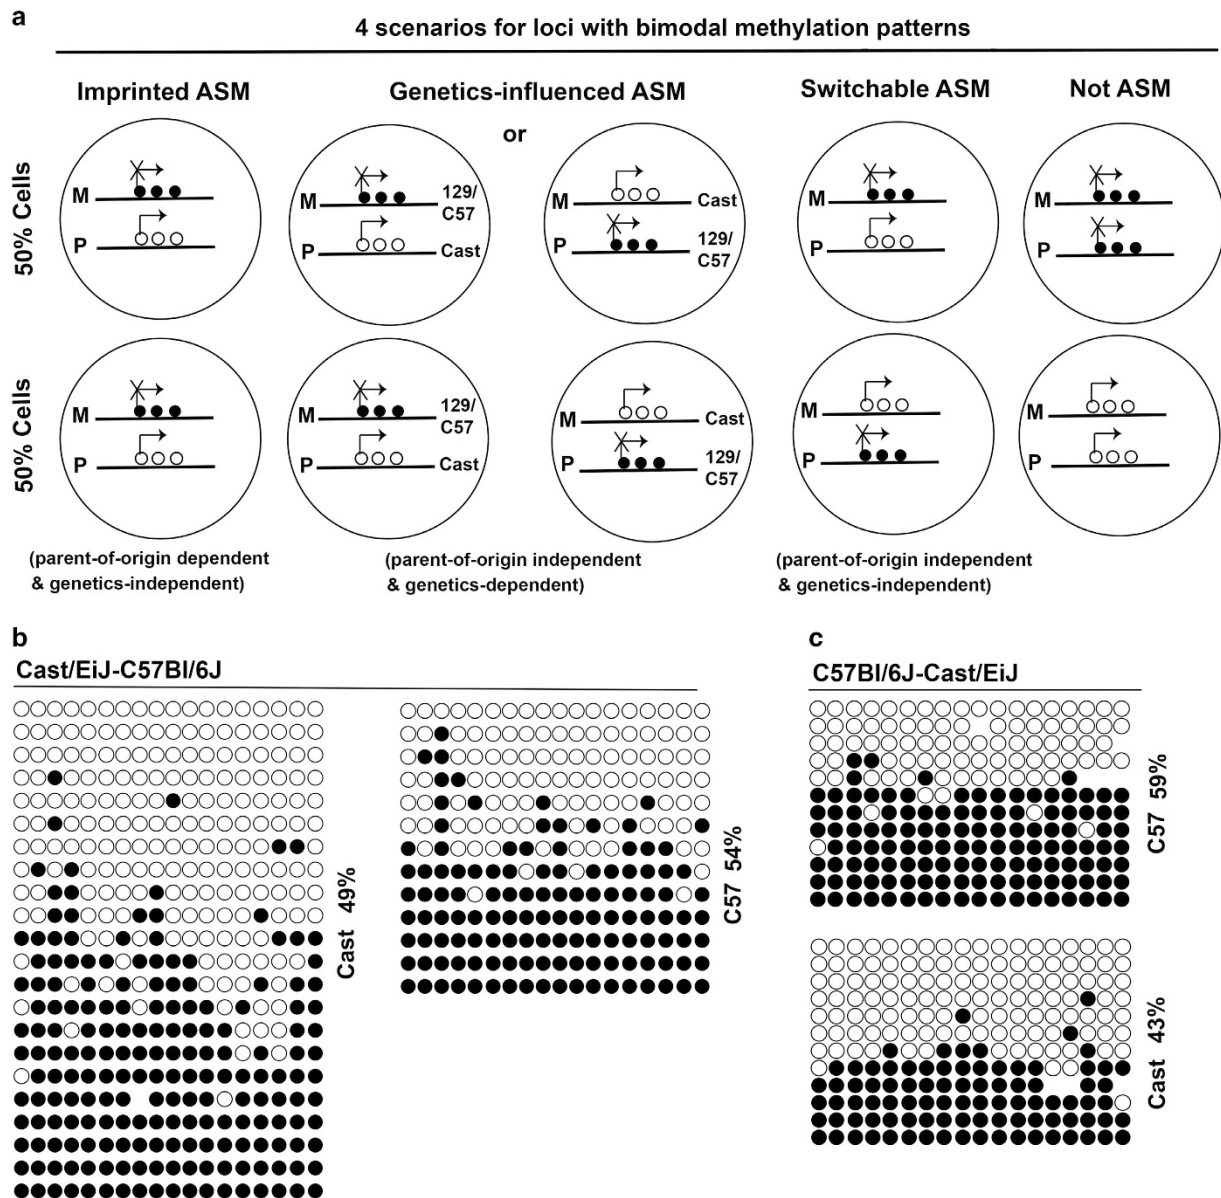 a
4 scenarios for loci with bimodal methylation patterns
Imprinted ASM
Genetics-influenced ASM
Switchable ASM
Not ASM
or
50% Cells
M
P
M
129/
C57
P
Cast
M
Cast
P
129/
C57
M
P
M
P
50% Cells
M
P
M
129/
C57
P
Cast
M
Cast
P
129/
C57
M
P
M
P
(parent-of-origin dependent
& genetics-independent)
(parent-of-origin independent
& genetics-dependent)
(parent-of-origin independent
& genetics-independent)
b
Cast/EiJ-C57Bl/6J
Cast 49%
C57 54%
c
C57Bl/6J-Cast/EiJ
C57 59%
Cast 43%